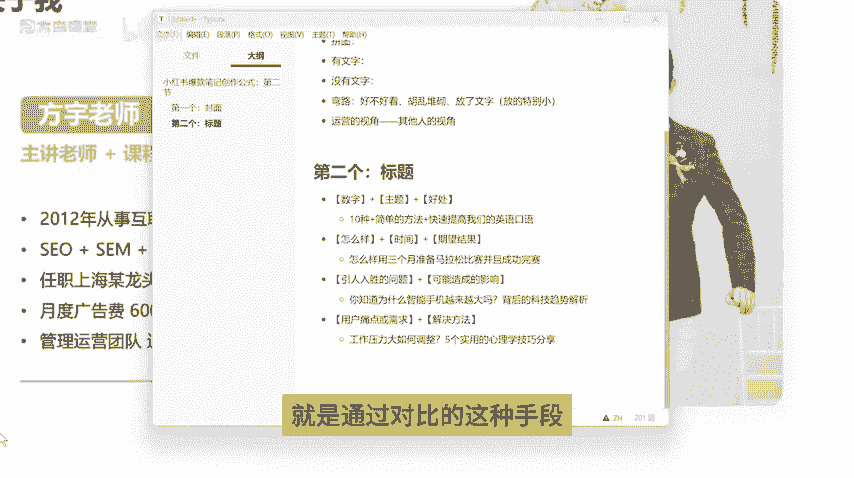 方宇老师
主讲老师 + 课程
2012年从事互联
SEO + SEM +
任职上海某龙头
月度广告费 600
管理运营团队
Untitled - Typora
文件(F) 编辑(E) 段落(P) 格式(O) 视图(V) 主题(T) 帮助(H)
文件 大纲
小红书爆款笔记创作公式：第二节
第一个：封面
第二个：标题
拼图：
有文字：
没有文字：
弯路：好不好看、胡乱堆砌、放了文字（放的特别小）
运营的视角——其他人的视角
第二个：标题
【数字】+【主题】+【好处】
10种+简单的方法+快速提高我们的英语口语
【怎么样】+【时间】+【期望结果】
怎么样用三个月准备马拉松比赛并且成功完赛
【引人入胜的问题】+【可能造成的影响】
你知道为什么智能手机越来越大吗？背后的科技趋势解析
【用户痛点或需求】+【解决方法】
工作压力大如何调整？5个实用的心理学技巧分享
ZH 201 词
就是通过对比的这种手段